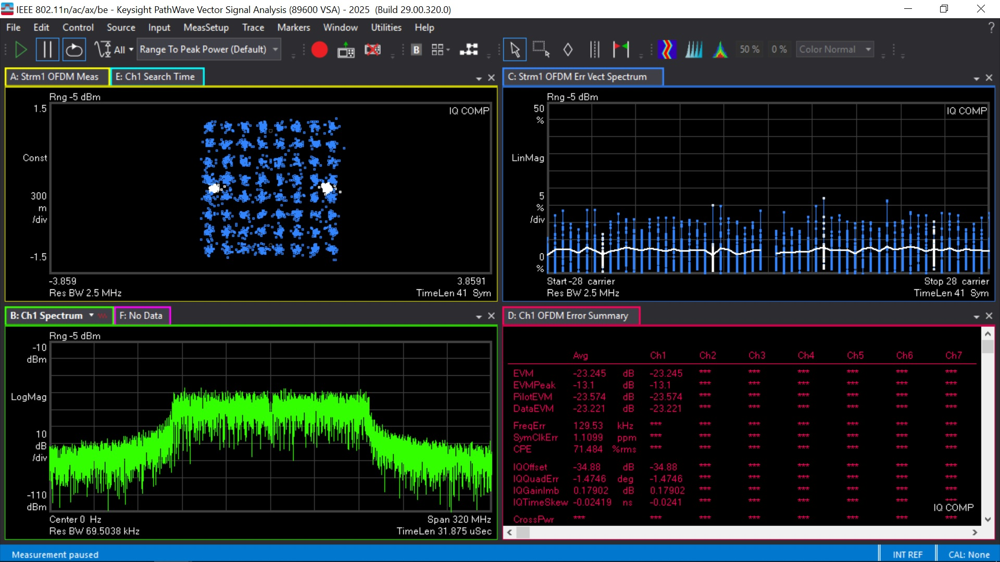 IEEE 802.11n/ac/ax/be - Keysight PathWave Vector Signal Analysis (89600 VSA) - 2025  (Build 29.00.320.0)
File Edit Control Source Input MeasSetup Trace Markers Window Utilities Help ?
All Range To Peak Power (Default) B 50 % 0 % Color Normal
A: Strm1 OFDM Meas E: Ch1 Search Time
Rng -5 dBm
1.5
IQ COMP
Const
300
m
/div
-1.5
-3.859 3.8591
Res BW 2.5 MHz TimeLen 41 Sym
C: Strm1 OFDM Err Vect Spectrum
Rng -5 dBm
50
%
IQ COMP
LinMag
5
%
/div
0
%
Start -28 carrier Stop 28 carrier
Res BW 2.5 MHz TimeLen 41 Sym
B: Ch1 Spectrum F: No Data
Rng -5 dBm
-10
dBm
LogMag
10
dB
/div
-110
dBm
Center 0 Hz Span 320 MHz
Res BW 69.5038 kHz TimeLen 31.875 uSec
D: Ch1 OFDM Error Summary
Avg Ch1 Ch2 Ch3 Ch4 Ch5 Ch6 Ch7
EVM -23.245 dB -23.245 *** *** *** *** *** ***
EVMPeak -13.1 dB -13.1 *** *** *** *** *** ***
PilotEVM -23.574 dB -23.574 *** *** *** *** *** ***
DataEVM -23.221 dB -23.221 *** *** *** *** *** ***
FreqErr 129.53 kHz *** *** *** *** *** *** ***
SymClkErr 1.1099 ppm *** *** *** *** *** *** ***
CPE 71.484 %rms *** *** *** *** *** *** ***
IQOffset -34.88 dB -34.88 *** *** *** *** *** ***
IQQuadErr -1.4746 deg -1.4746 *** *** *** *** *** ***
IQGainImb 0.17902 dB 0.17902 *** *** *** *** *** ***
IQTimeSkew -0.02419 ns -0.0241 *** *** *** *** *** ***
IQ COMP
CrossPwr *** *** *** *** *** *** *** ***
Measurement paused INT REF CAL: None